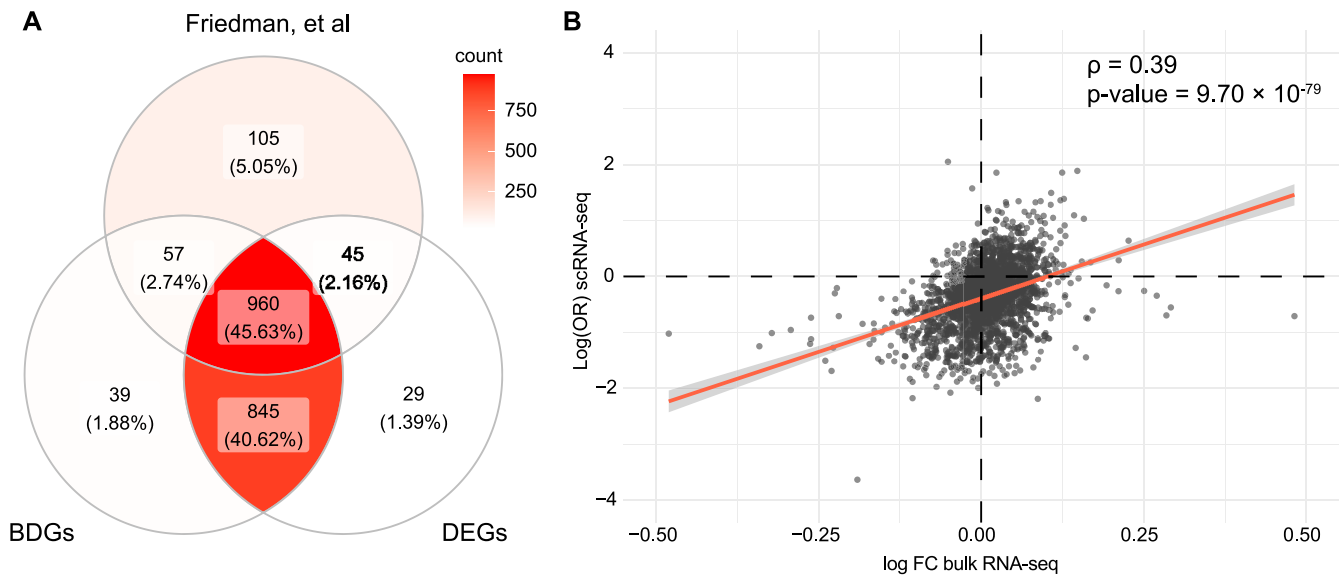 A
Friedman, et al
count
750
500
250
105
(5.05%)
57
(2.74%)
45
(2.16%)
960
(45.63%)
39
(1.88%)
845
(40.62%)
29
(1.39%)
BDGs
DEGs
B
ρ = 0.39
p-value = 9.70 × 10⁻⁷⁹
Log(OR) scRNA-seq
4
2
0
−2
−4
−0.50
−0.25
0.00
0.25
0.50
log FC bulk RNA-seq